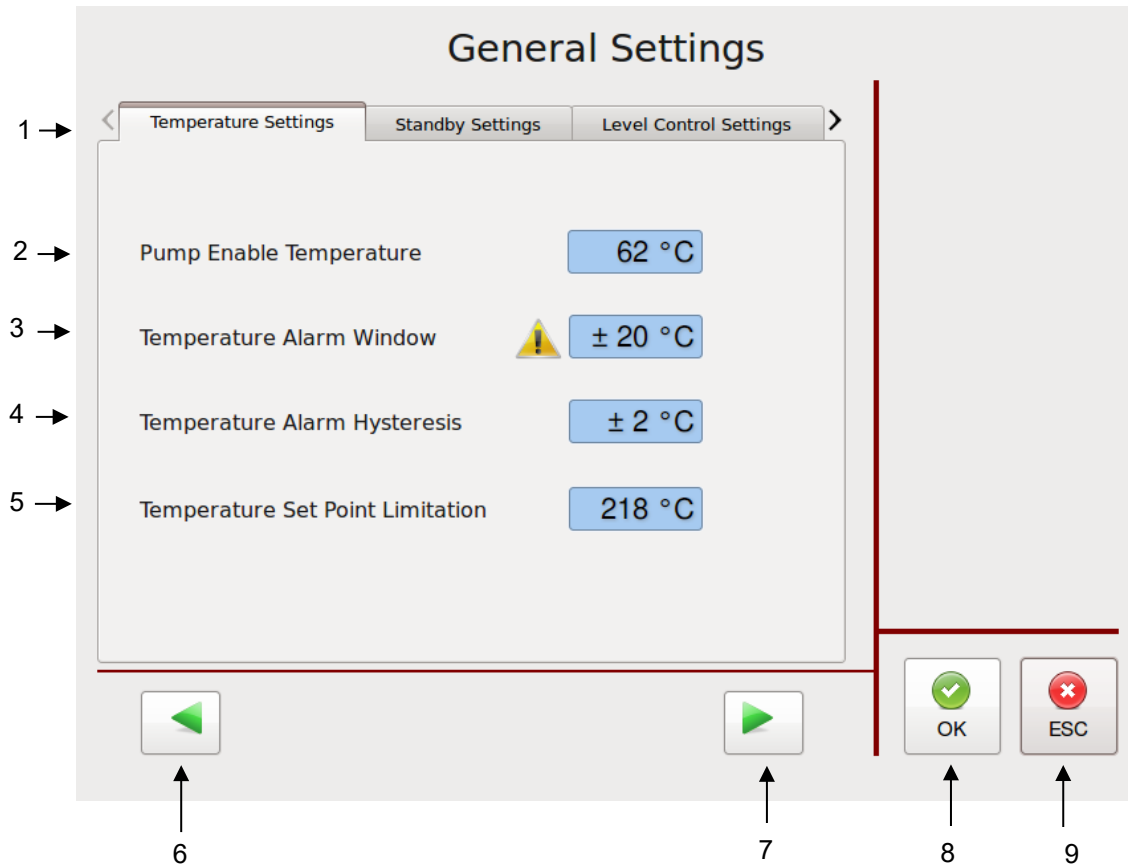 General Settings
1 Temperature Settings Standby Settings Level Control Settings
2 Pump Enable Temperature 62 °C
3 Temperature Alarm Window ± 20 °C
4 Temperature Alarm Hysteresis ± 2 °C
5 Temperature Set Point Limitation 218 °C
OK ESC
6 7 8 9